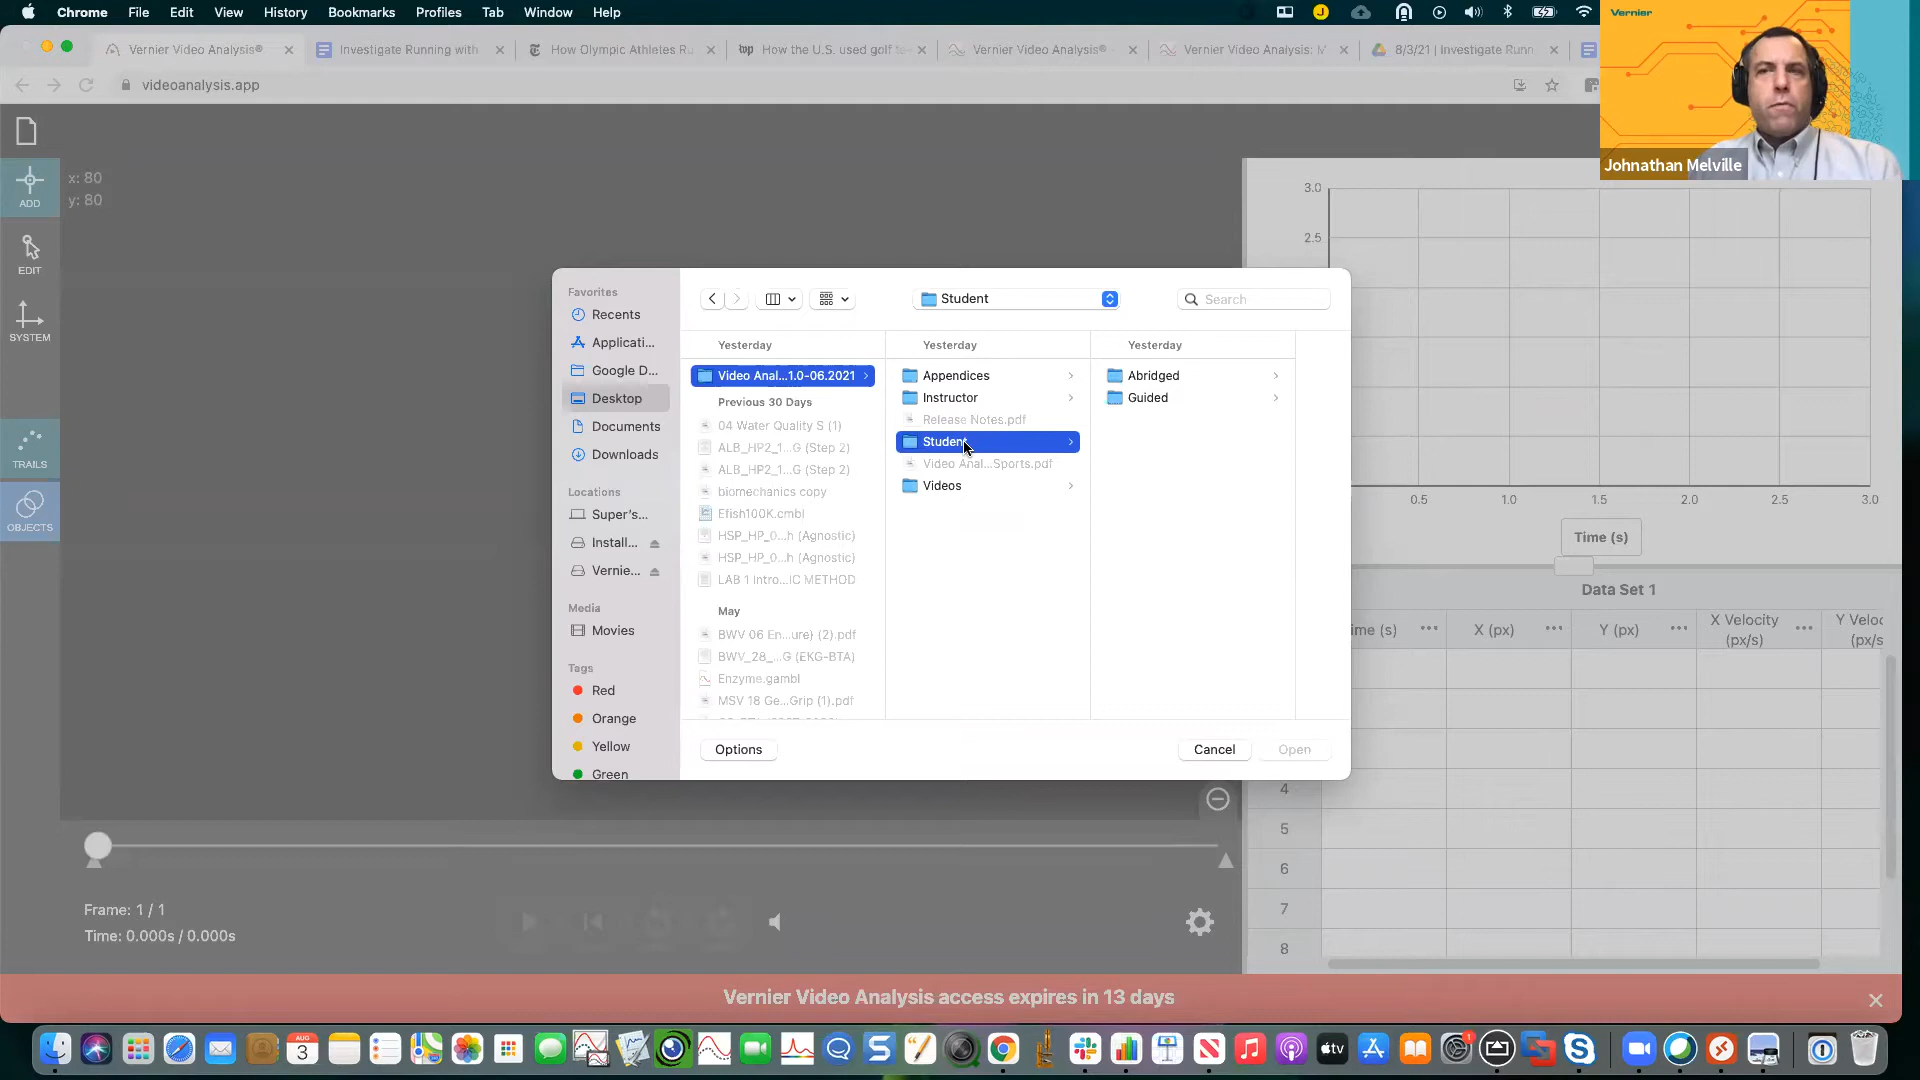 Chrome File Edit View History Bookmarks Profiles Tab Window Help
Vernier
Vernier Video Analysis®
Investigate Running with
How Olympic Athletes Ru
How the U.S. used golf te
Vernier Video Analysis®
Vernier Video Analysis: M
8/3/21 | Investigate Runn
videoanalysis.app
Johnathan Melville
ADD
x: 80
y: 80
EDIT
SYSTEM
TRAILS
OBJECTS
Favorites
Recents
Applicati...
Google D...
Desktop
Documents
Downloads
Locations
Super's...
Install...
Vernie...
Media
Movies
Tags
Red
Orange
Yellow
Green
Student
Search
Yesterday
Video Anal...1.0-06.2021
Previous 30 Days
04 Water Quality S (1)
ALB_HP2_1...G (Step 2)
ALB_HP2_1...G (Step 2)
biomechanics copy
Efish100K.cmbl
HSP_HP_0...h (Agnostic)
HSP_HP_0...h (Agnostic)
LAB 1 Intro...IC METHOD
May
BWV 06 En...ure) (2).pdf
BWV_28_...G (EKG-BTA)
Enzyme.gambl
MSV 18 Ge...Grip (1).pdf
Yesterday
Appendices
Instructor
Release Notes.pdf
Student
Video Anal...Sports.pdf
Videos
Yesterday
Abridged
Guided
Options
Cancel
Open
3.0
2.5
0.5 1.0 1.5 2.0 2.5 3.0
Time (s)
Data Set 1
ime (s)
X (px)
Y (px)
X Velocity (px/s)
Y Veloc (px/s
4
5
6
7
8
Frame: 1 / 1
Time: 0.000s / 0.000s
Vernier Video Analysis access expires in 13 days
AUG
3
tv
1